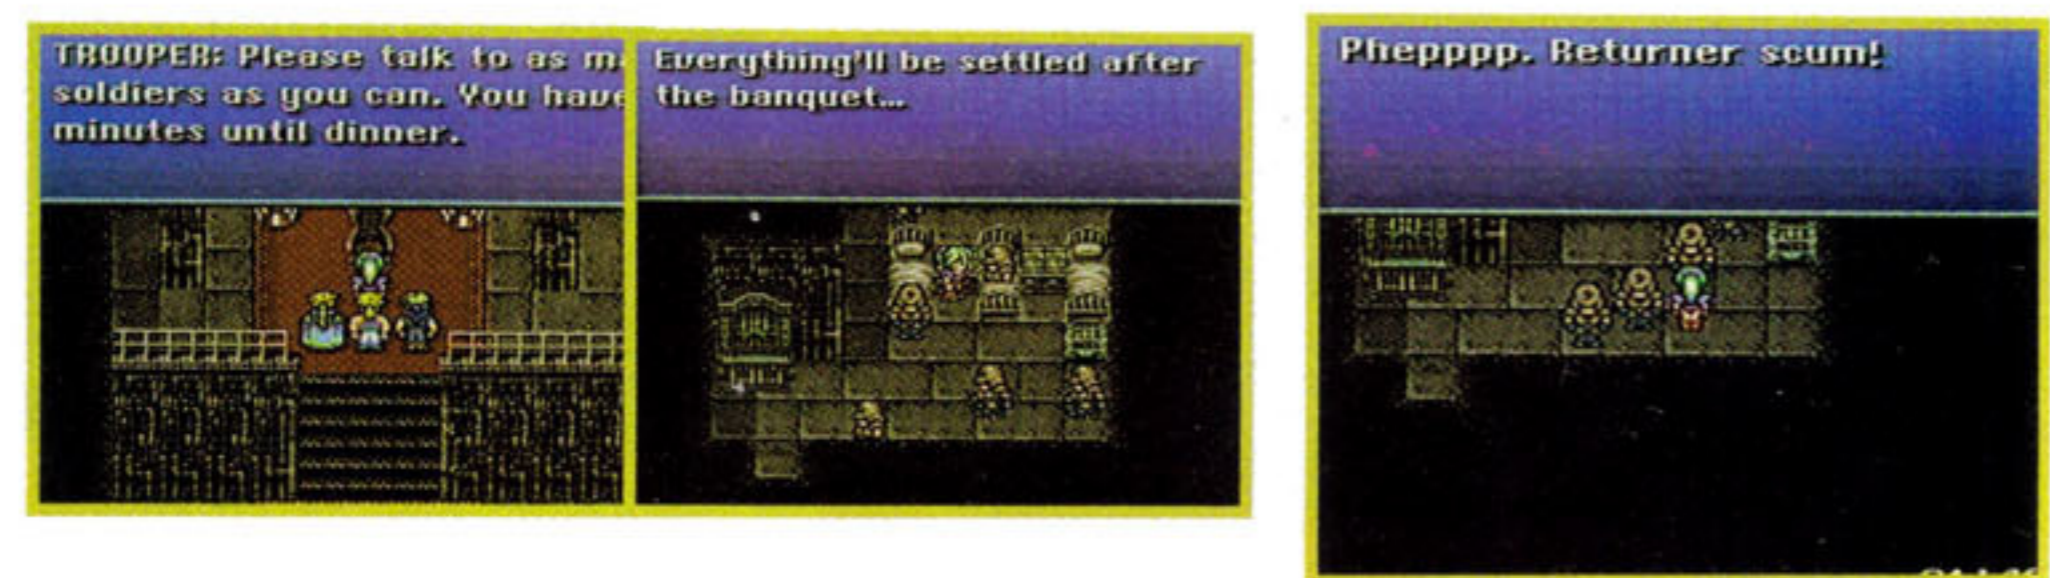 TROOPER: Please talk to as
soldiers as you can. You have
minutes until dinner.
Everything'll be settled after
the banquet...
Phepppp. Returner scum!